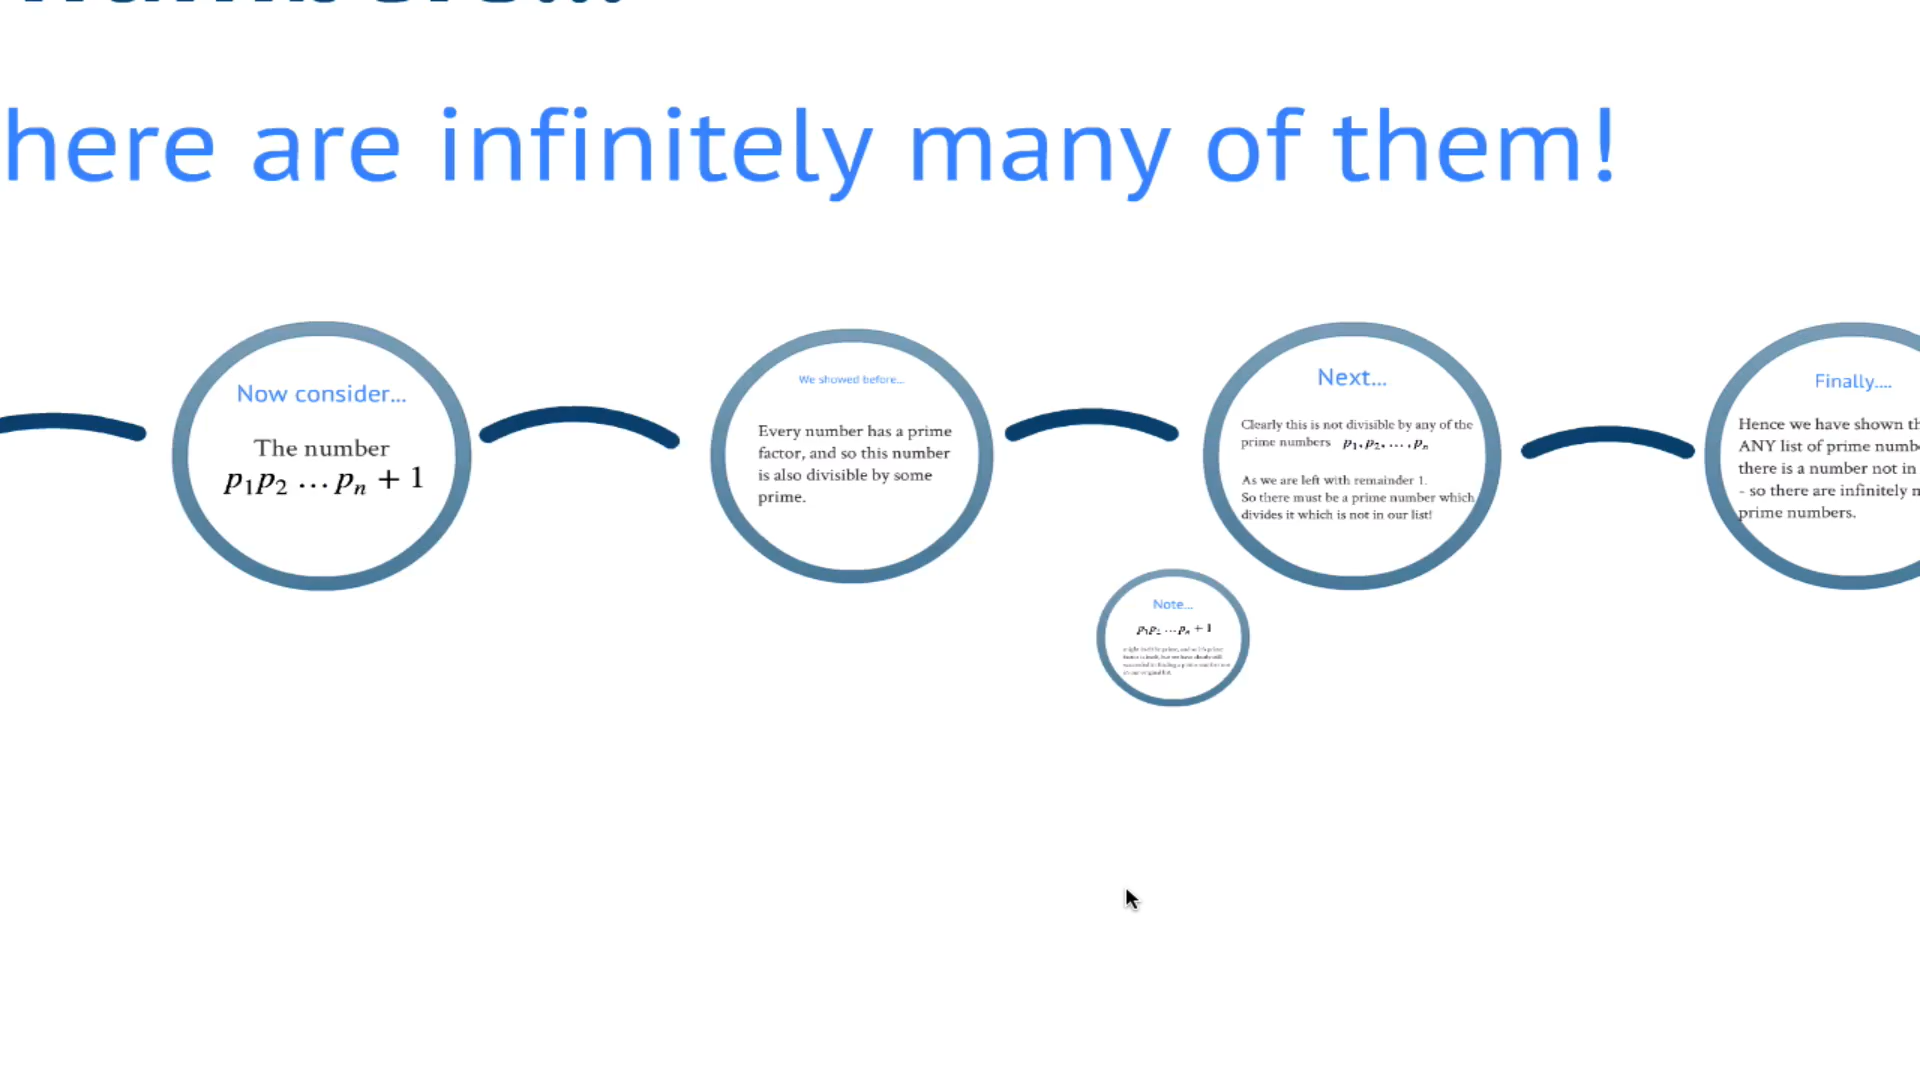 here are infinitely many of them!
Now consider...
The number
p₁p₂ ... pₙ + 1
We showed before...
Every number has a prime
factor, and so this number
is also divisible by some
prime.
Next...
Clearly this is not divisible by any of the
prime numbers p₁, p₂, ... , pₙ
As we are left with remainder 1.
So there must be a prime number which
divides it which is not in our list!
Note...
p₁p₂ ... pₙ + 1
Finally....
Hence we have shown th
ANY list of prime numb
there is a number not in
- so there are infinitely
prime numbers.